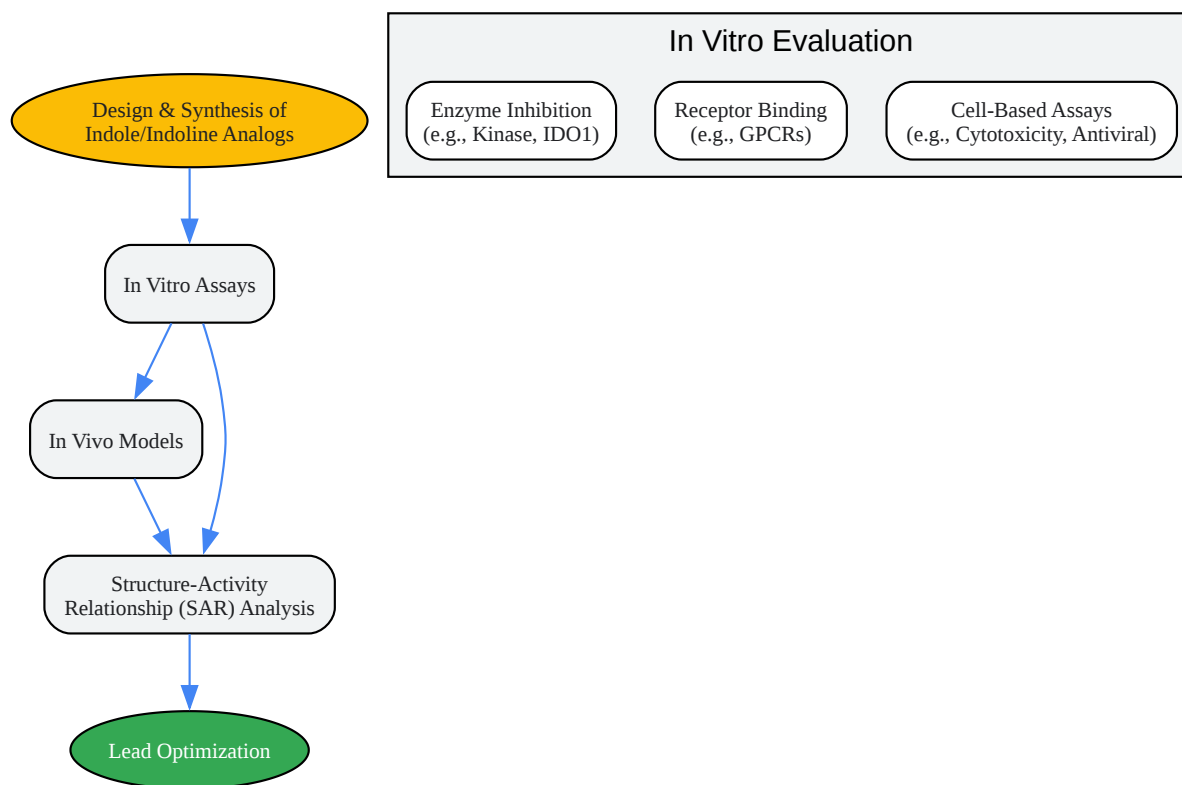 In Vitro Evaluation
Enzyme Inhibition
(e.g., Kinase, IDO1)
Receptor Binding
(e.g., GPCRs)
Cell-Based Assays
(e.g., Cytotoxicity, Antiviral)
Design & Synthesis of
Indole/Indoline Analogs
In Vitro Assays
In Vivo Models
Structure-Activity
Relationship (SAR) Analysis
Lead Optimization